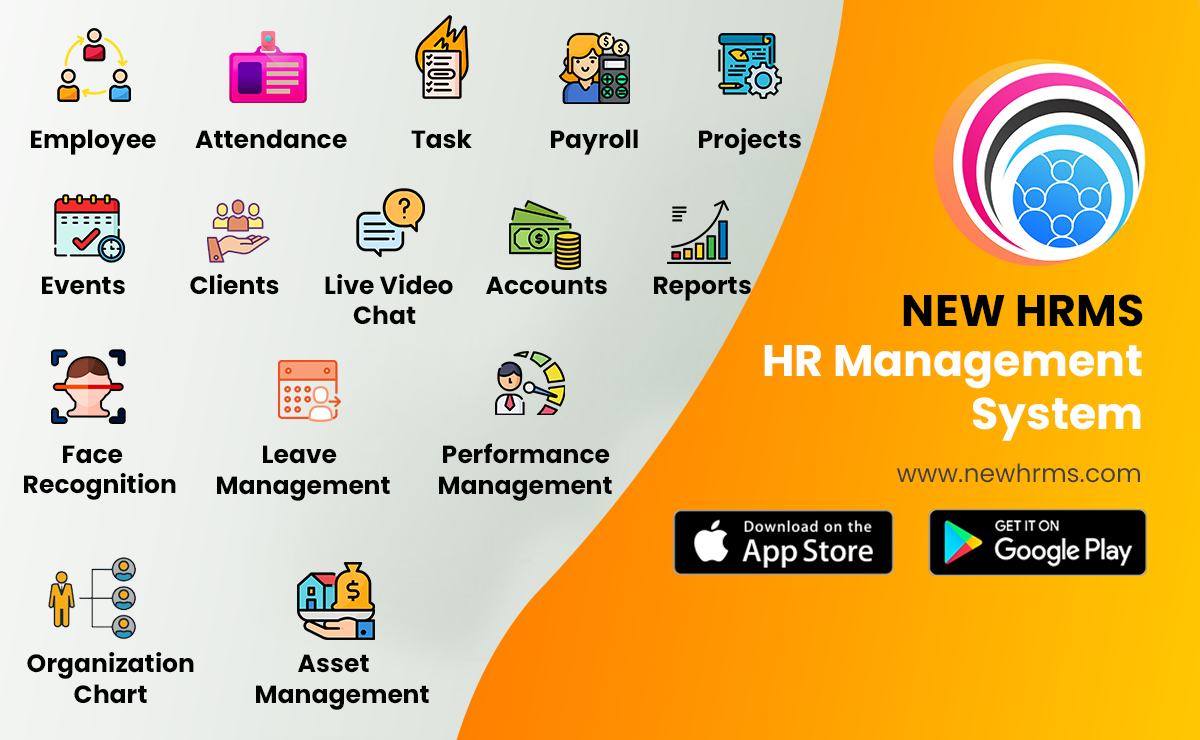 Employee
Attendance
Task
Payroll
Projects
Events
Clients
Live Video
Chat
Accounts
Reports
Face
Recognition
Leave
Management
Performance
Management
Organization
Chart
Asset
Management
NEW HRMS
HR Management
System
www.newhrms.com
Download on the
App Store
GET IT ON
Google Play